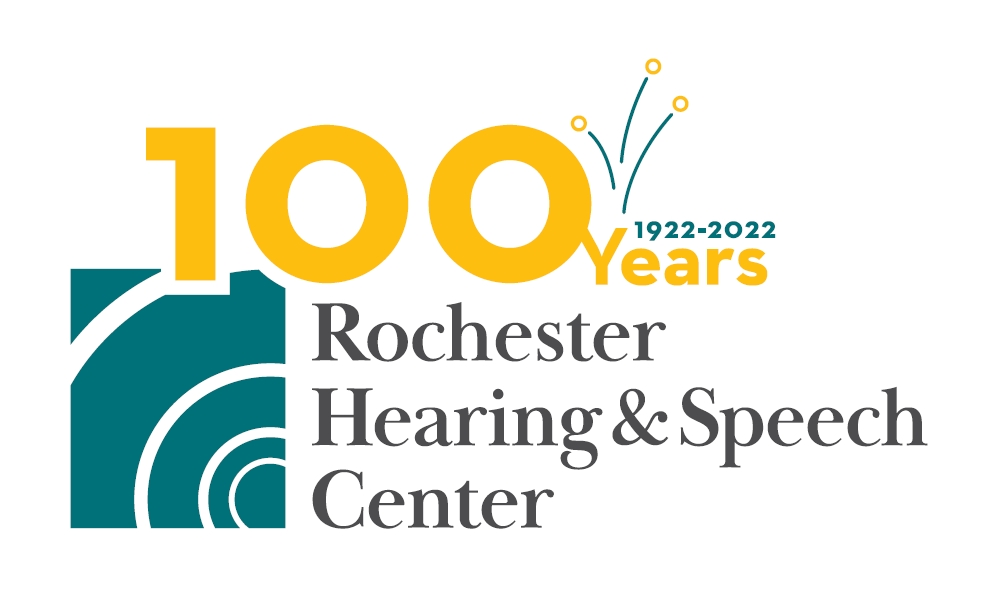 100
1922-2022
Years
Rochester
Hearing & Speech
Center